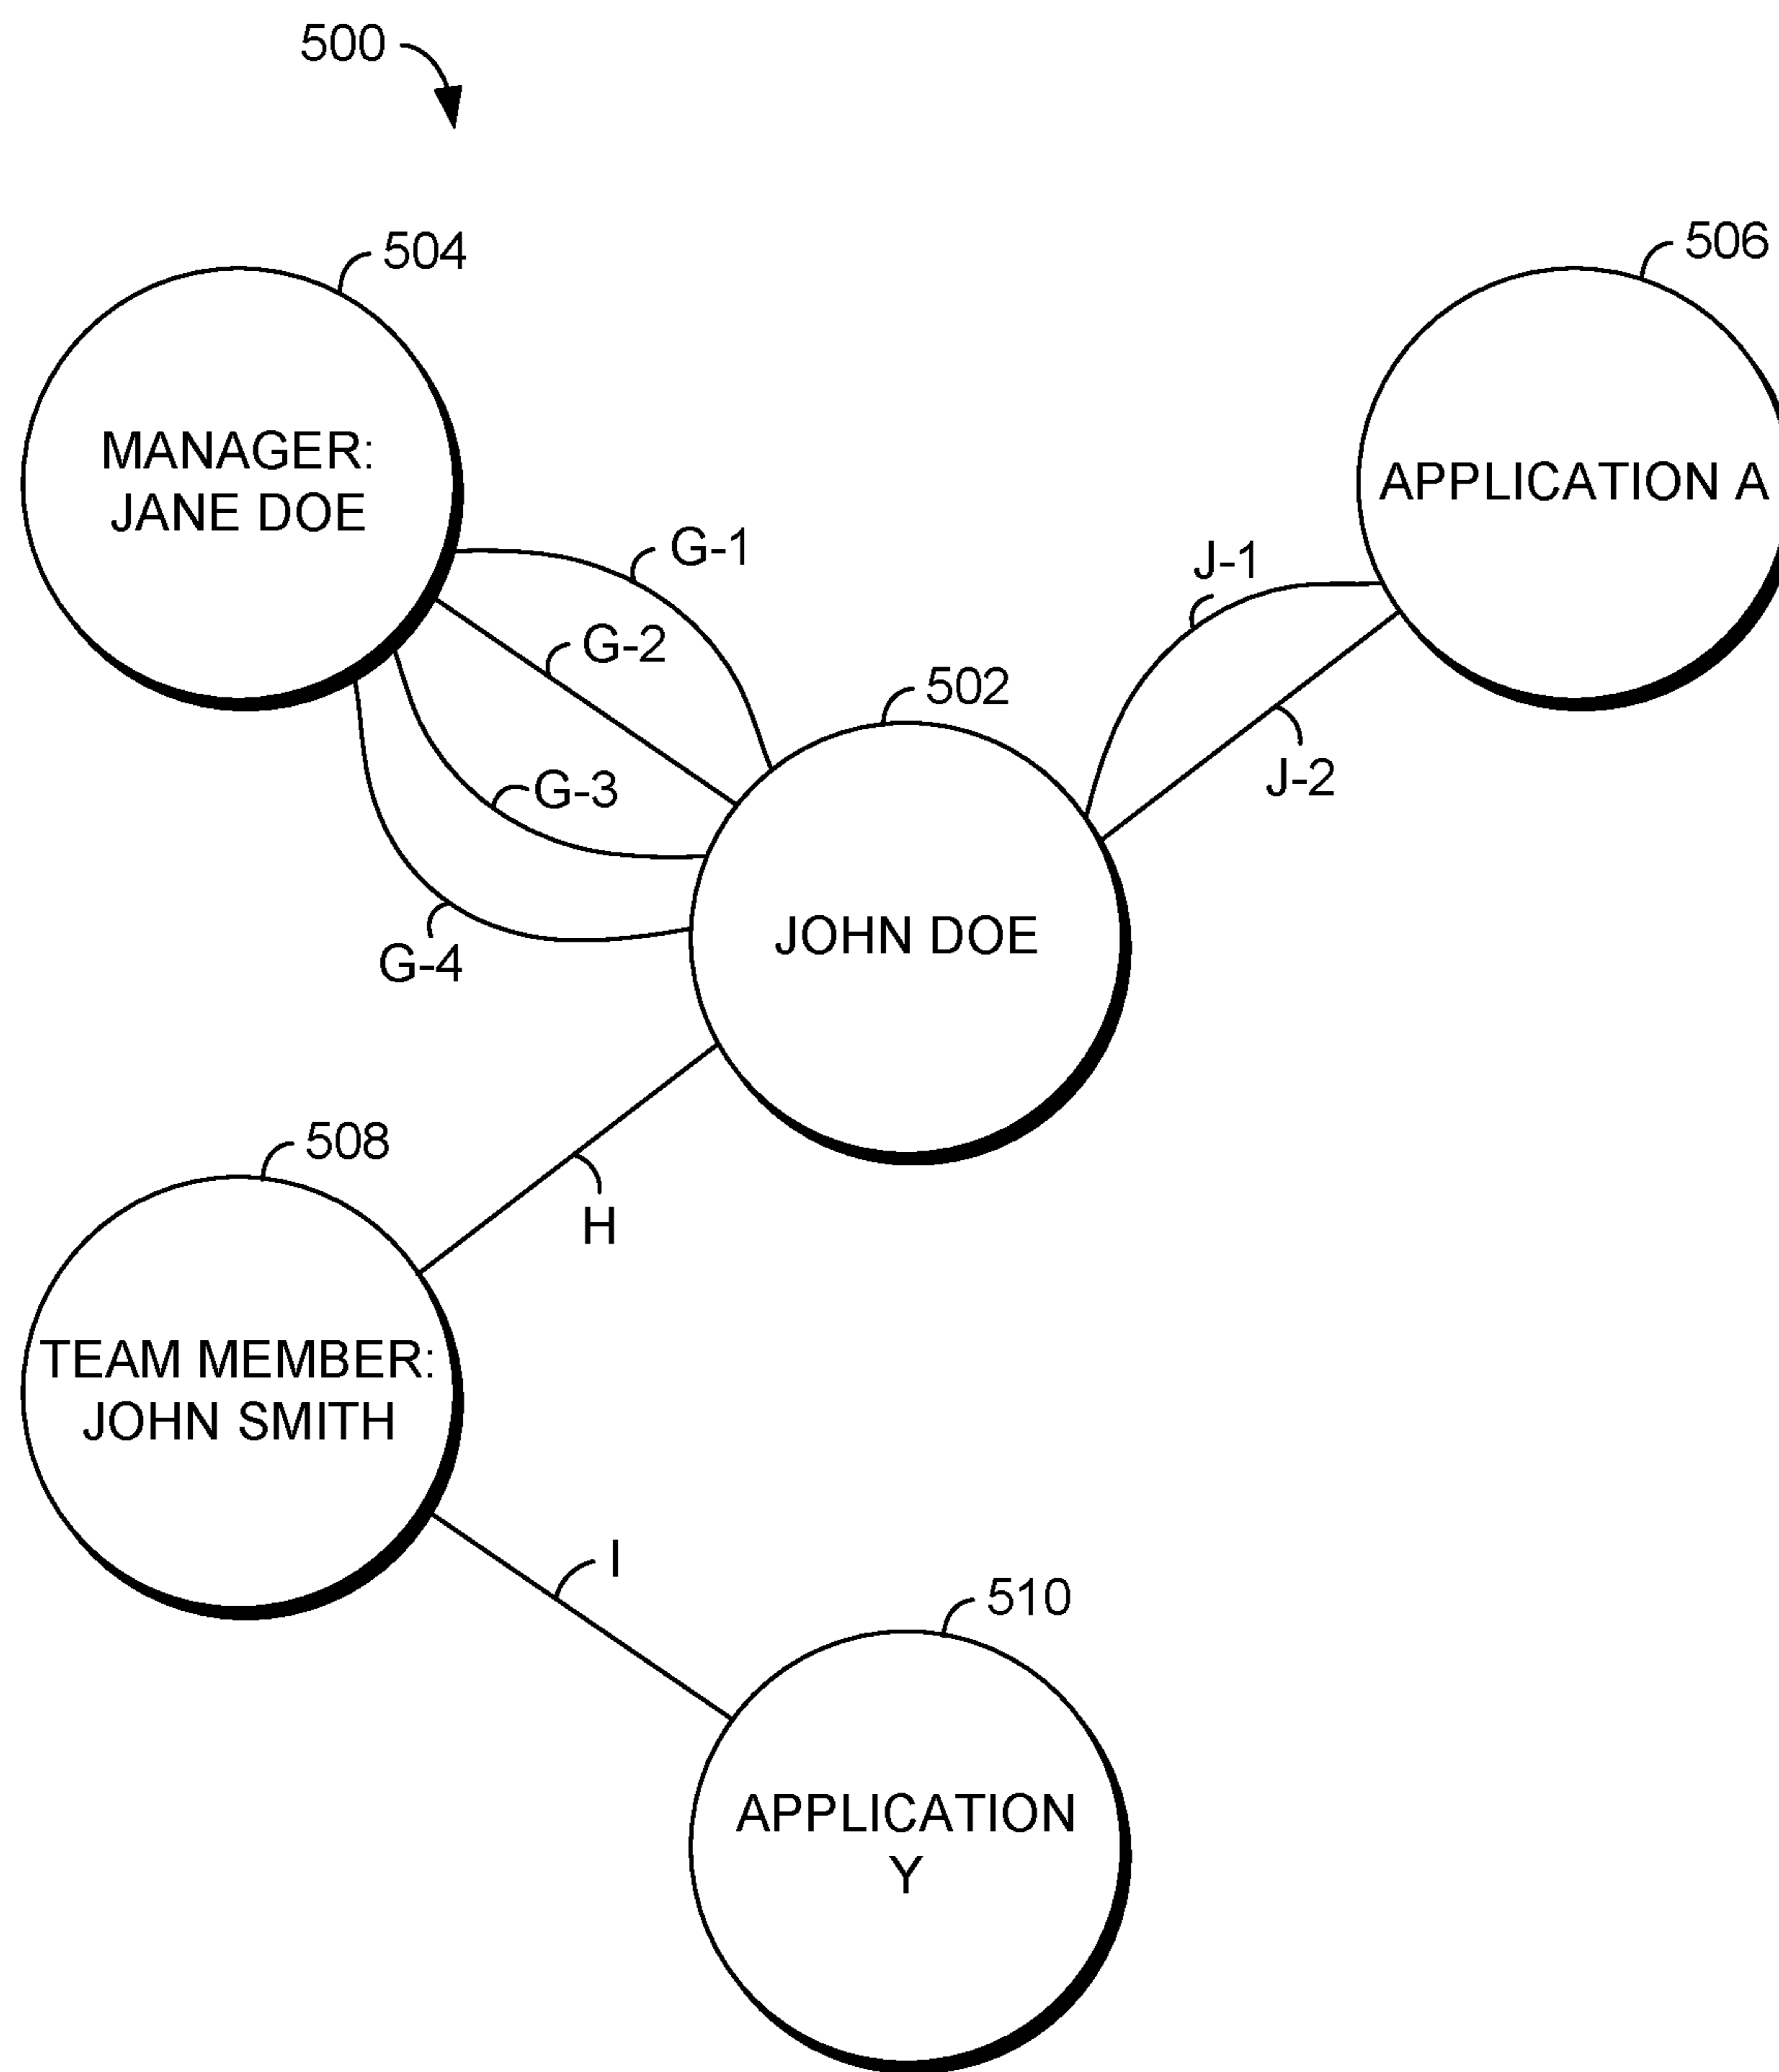 500
504
506
MANAGER:
JANE DOE
APPLICATION A
G-1
J-1
G-2
502
J-2
G-3
JOHN DOE
G-4
508
H
TEAM MEMBER:
JOHN SMITH
I
510
APPLICATION
Y